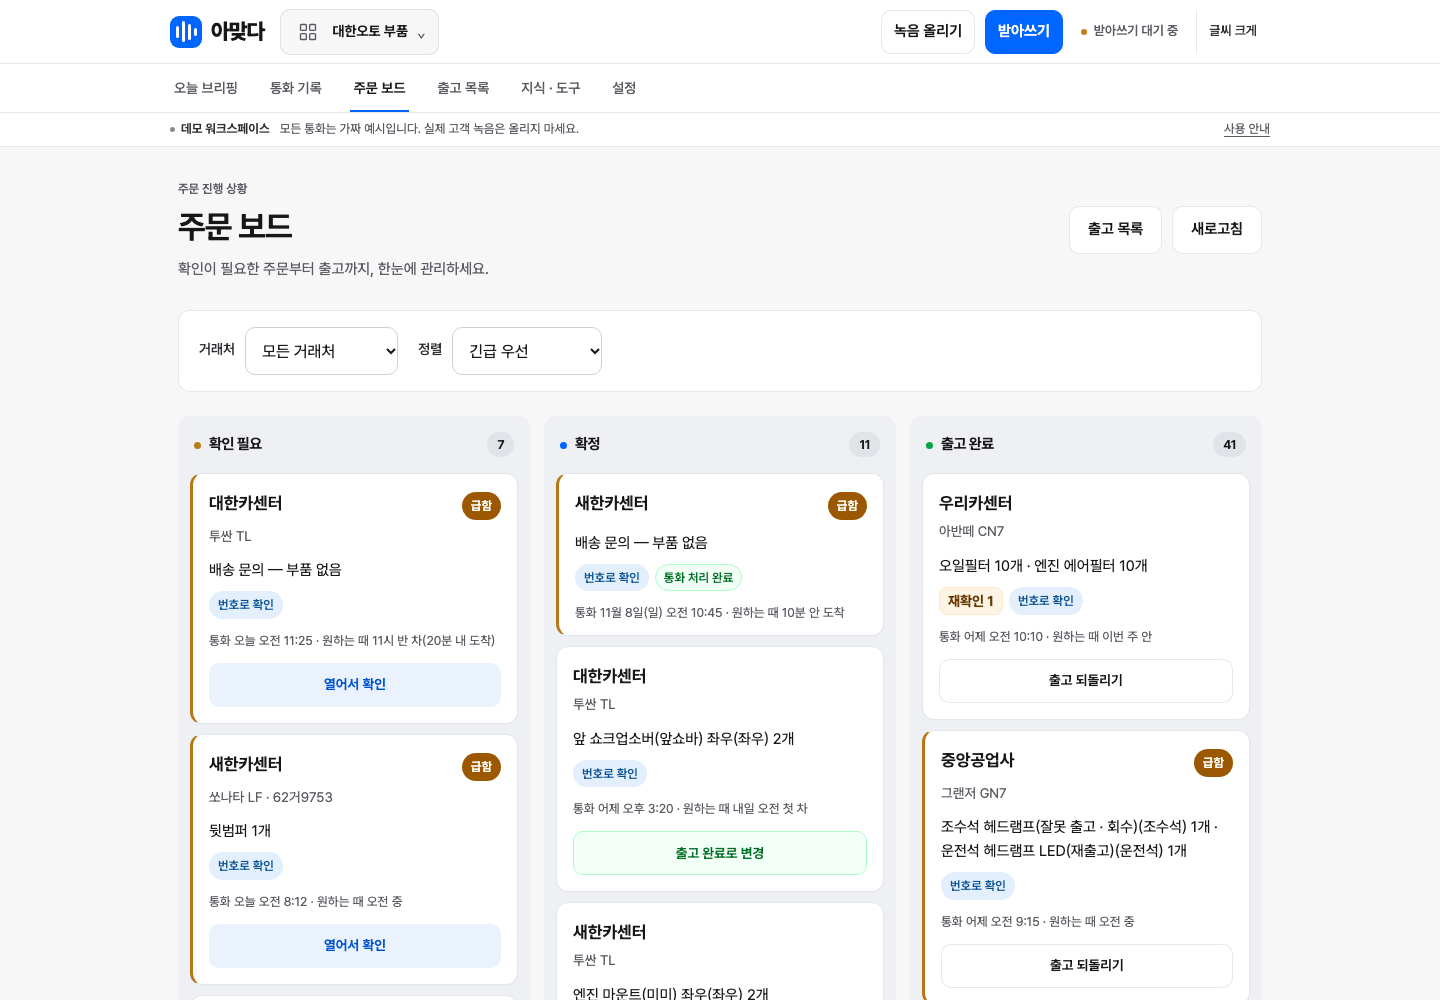 아맞다
대한오토 부품
녹음 올리기
받아쓰기
받아쓰기 대기 중
글씨 크게
오늘 브리핑
통화 기록
주문 보드
출고 목록
지식 · 도구
설정
데모 워크스페이스 모든 통화는 가짜 예시입니다. 실제 고객 녹음은 올리지 마세요.
사용 안내
주문 진행 상황
주문 보드
확인이 필요한 주문부터 출고까지, 한눈에 관리하세요.
출고 목록
새로고침
거래처
모든 거래처
정렬
긴급 우선
확인 필요
7
대한카센터
급함
투싼 TL
배송 문의 — 부품 없음
번호로 확인
통화 오늘 오전 11:25 · 원하는 때 11시 반 차(20분 내 도착)
열어서 확인
새한카센터
급함
쏘나타 LF · 62거9753
뒷범퍼 1개
번호로 확인
통화 오늘 오전 8:12 · 원하는 때 오전 중
열어서 확인
확정
11
새한카센터
급함
배송 문의 — 부품 없음
번호로 확인
통화 처리 완료
통화 11월 8일(일) 오전 10:45 · 원하는 때 10분 안 도착
대한카센터
투싼 TL
앞 쇼크업소버(앞쇼바) 좌우(좌우) 2개
번호로 확인
통화 어제 오후 3:20 · 원하는 때 내일 오전 첫 차
출고 완료로 변경
새한카센터
투싼 TL
엔진 마운트(미미) 좌우(좌우) 2개
출고 완료
41
우리카센터
아반떼 CN7
오일필터 10개 · 엔진 에어필터 10개
재확인 1
번호로 확인
통화 어제 오전 10:10 · 원하는 때 이번 주 안
출고 되돌리기
중앙공업사
급함
그랜저 GN7
조수석 헤드램프(잘못 출고 · 회수)(조수석) 1개 ·
운전석 헤드램프 LED(재출고)(운전석) 1개
번호로 확인
통화 어제 오전 9:15 · 원하는 때 오전 중
출고 되돌리기